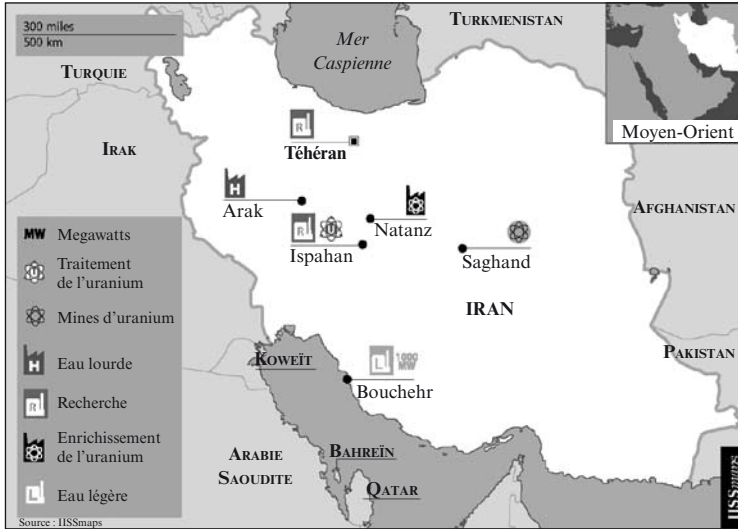 300 miles
500 km
TURQUIE
Mer
Caspienne
TURKMENISTAN
Moyen-Orient
IRAK
R
Téhéran
H
Arak
R
U
Ispahan
Natanz
Saghand
AFGHANISTAN
IRAN
PAKISTAN
KOWEÏT
L
1000
MW
Bouchehr
ARABIE
SAOUDITE
BAHREÏN
QATAR
MW Megawatts
U Traitement
de l'uranium
Mines d'uranium
H Eau lourde
R Recherche
Enrichissement
de l'uranium
L Eau légère
Source : IISSmaps
IISSmaps